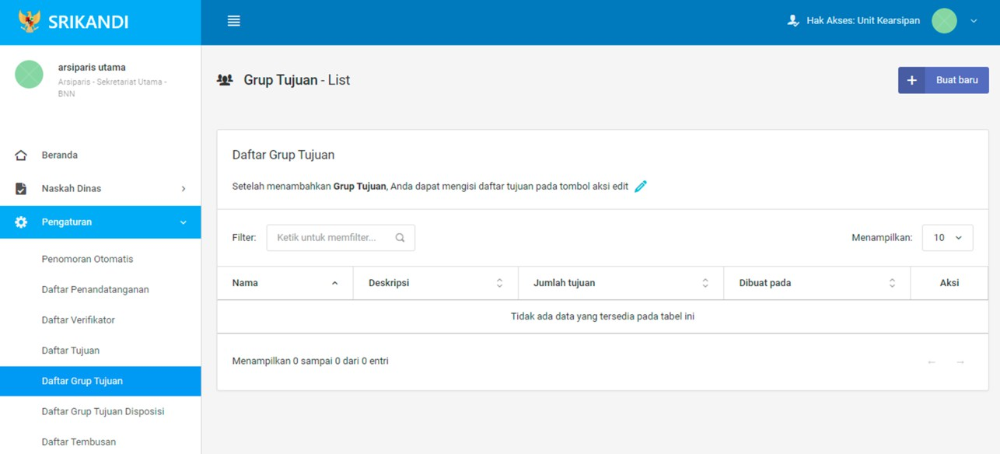 SRIKANDI
Hak Akses: Unit Kearsipan
arsiparis utama
Arsiparis - Sekretariat Utama -
BNN
Beranda
Naskah Dinas
Pengaturan
Penomoran Otomatis
Daftar Penandatanganan
Daftar Verifikator
Daftar Tujuan
Daftar Grup Tujuan
Daftar Grup Tujuan Disposisi
Daftar Tembusan
Grup Tujuan - List
+ Buat baru
Daftar Grup Tujuan
Setelah menambahkan Grup Tujuan, Anda dapat mengisi daftar tujuan pada tombol aksi edit
Filter: Ketik untuk memfilter... Menampilkan: 10
Nama Deskripsi Jumlah tujuan Dibuat pada Aksi
Tidak ada data yang tersedia pada tabel ini
Menampilkan 0 sampai 0 dari 0 entri ← →